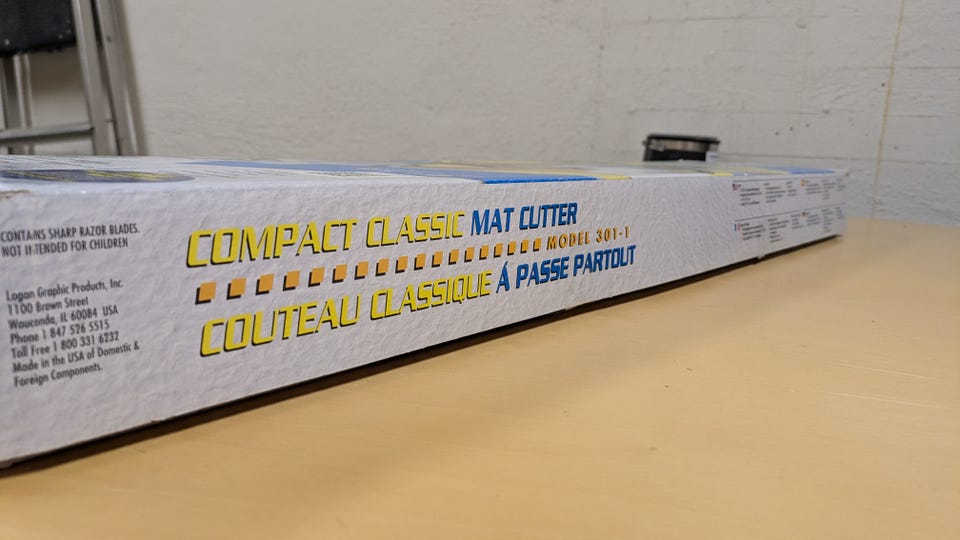 CONTAINS SHARP RAZOR BLADES.
NOT INTENDED FOR CHILDREN
Logan Graphic Products, Inc.
1100 Brown Street
Wauconda, IL 60084 USA
Phone 1 847 526 5515
Toll Free 1 800 331 6232
Made in the USA of Domestic &
Foreign Components.
COMPACT CLASSIC MAT CUTTER
MODEL 301-1
COUTEAU CLASSIQUE Á PASSE PARTOUT